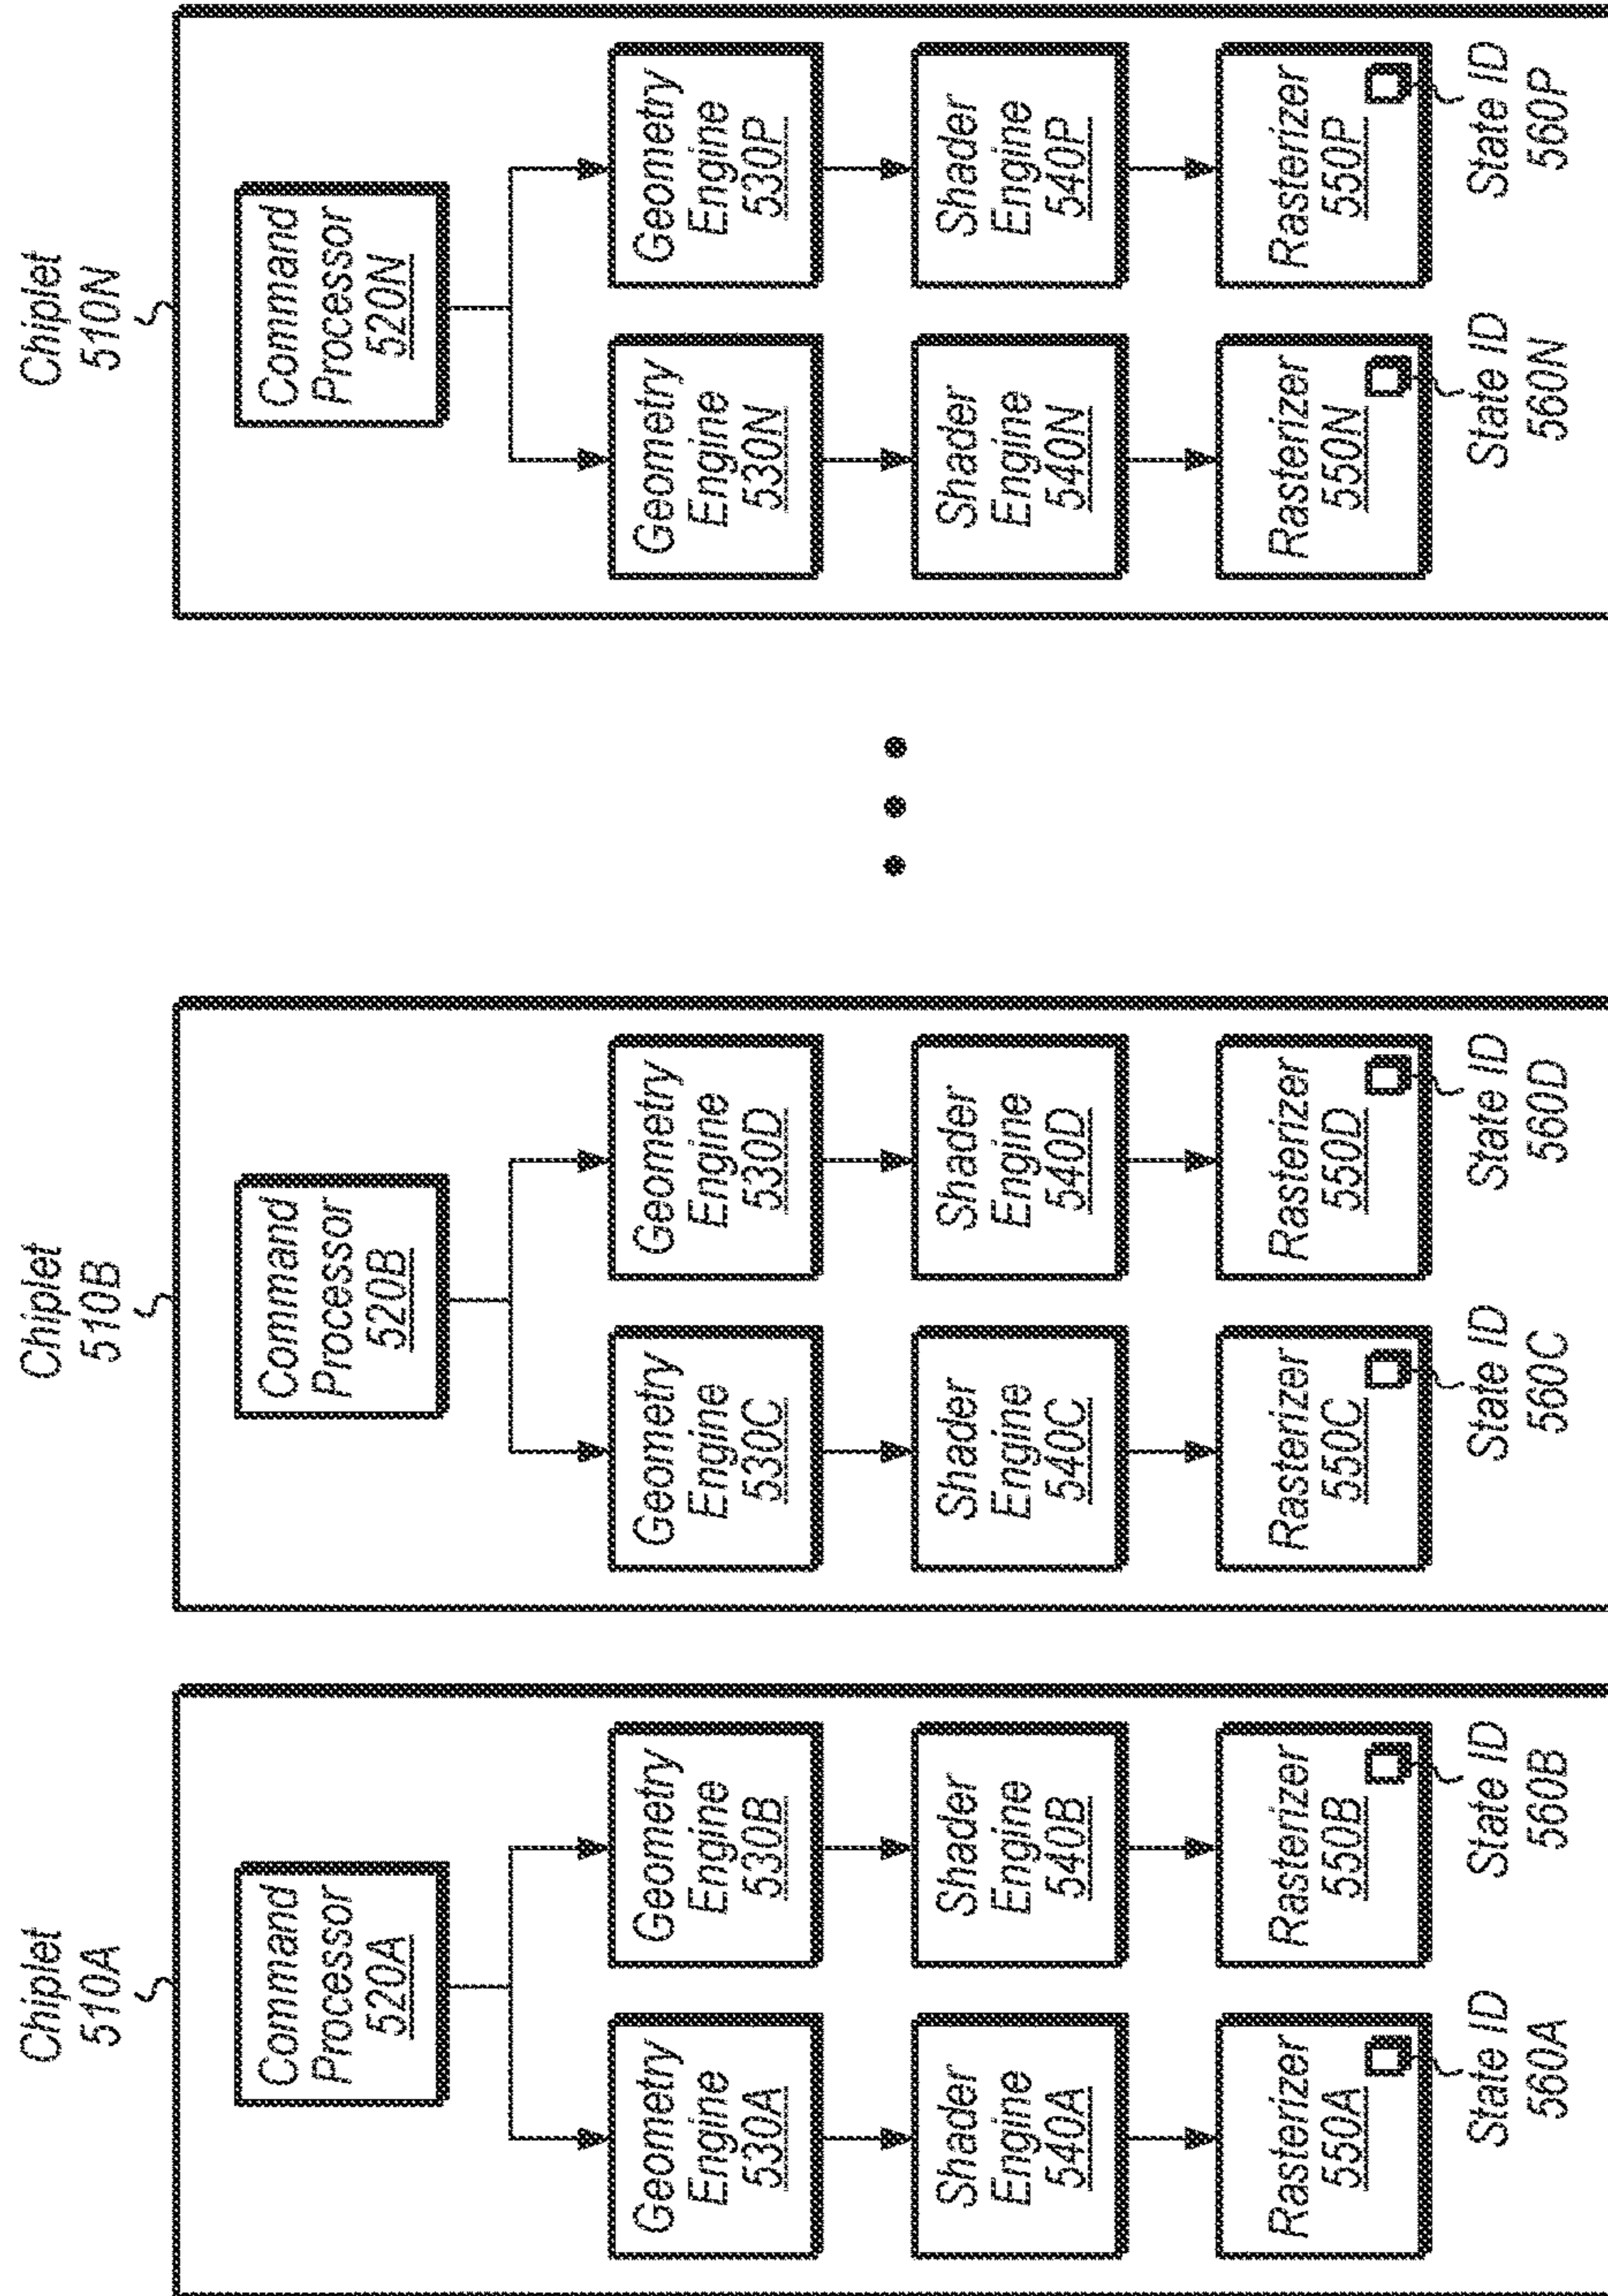 Chiplet
510A
Command
Processor
520A
Geometry
Engine
530A
Geometry
Engine
530B
Shader
Engine
540A
Shader
Engine
540B
Rasterizer
550A
Rasterizer
550B
State ID
560A
State ID
560B
Chiplet
510B
Command
Processor
520B
Geometry
Engine
530C
Geometry
Engine
530D
Shader
Engine
540C
Shader
Engine
540D
Rasterizer
550C
Rasterizer
550D
State ID
560C
State ID
560D
Chiplet
510N
Command
Processor
520N
Geometry
Engine
530N
Geometry
Engine
530P
Shader
Engine
540N
Shader
Engine
540P
Rasterizer
550N
Rasterizer
550P
State ID
560N
State ID
560P